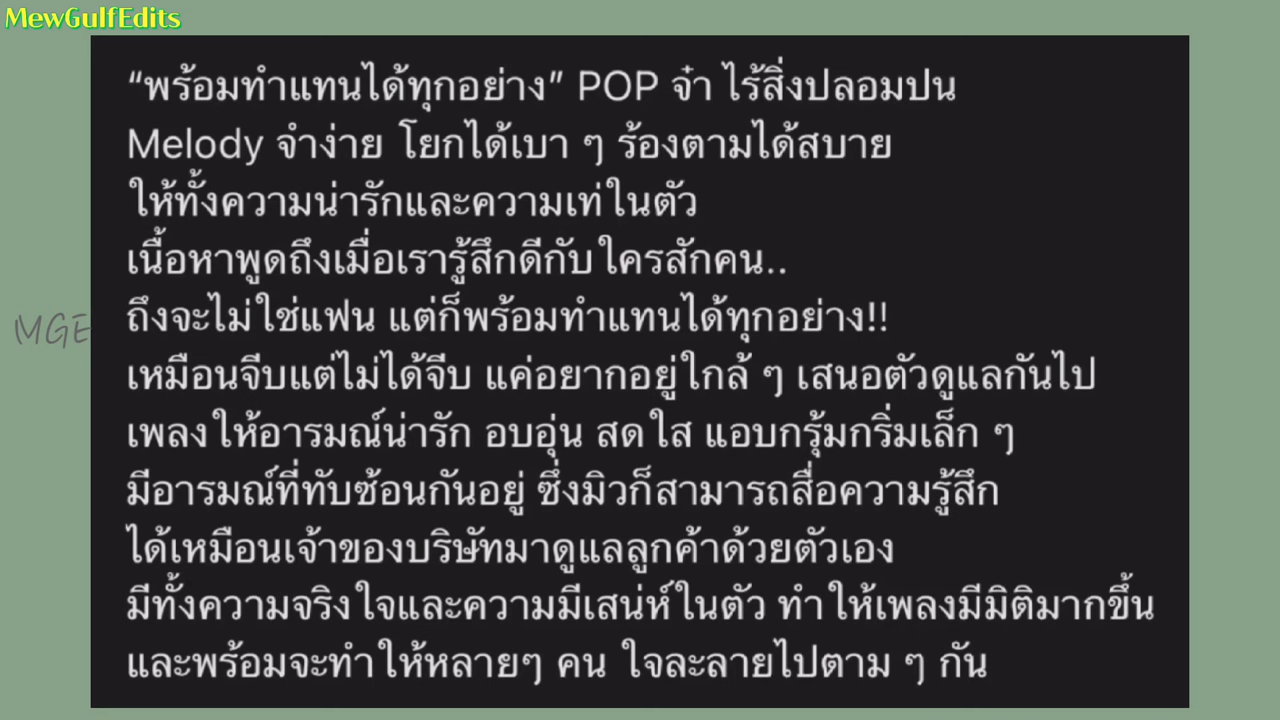 MewGulfEdits
“พร้อมทำแทนได้ทุกอย่าง” POP จ๋า ไร้สิ่งปลอมปน
Melody จำง่าย โยกได้เบา ๆ ร้องตามได้สบาย
ให้ทั้งความน่ารักและความเท่ในตัว
เนื้อหาพูดถึงเมื่อเรารู้สึกดีกับใครสักคน..
ถึงจะไม่ใช่แฟน แต่ก็พร้อมทำแทนได้ทุกอย่าง!!
MGE
เหมือนจีบแต่ไม่ได้จีบ แค่อยากอยู่ใกล้ ๆ เสนอตัวดูแลกันไป
เพลงให้อารมณ์น่ารัก อบอุ่น สดใส แอบกรุ้มกริ่มเล็ก ๆ
มีอารมณ์ที่ทับซ้อนกันอยู่ ซึ่งมิวก็สามารถสื่อความรู้สึก
ได้เหมือนเจ้าของบริษัทมาดูแลลูกค้าด้วยตัวเอง
มีทั้งความจริงใจและความมีเสน่ห์ในตัว ทำให้เพลงมีมิติมากขึ้น
และพร้อมจะทำให้หลายๆ คน ใจละลายไปตาม ๆ กัน